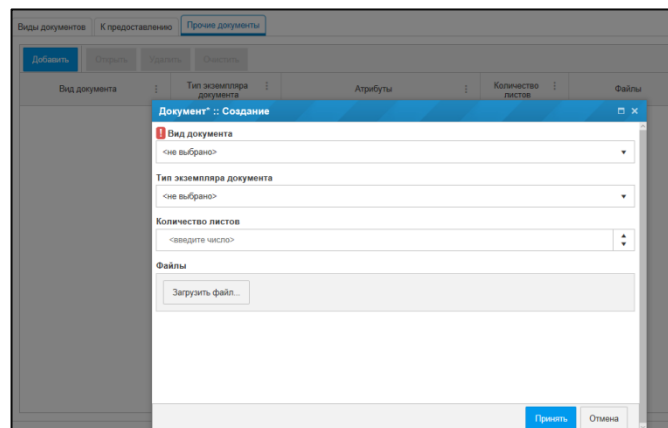 Виды документов К предоставлению Прочие документы
Добавить Открыть Удалить Очистить
Вид документа Тип экземпляра документа Атрибуты Количество листов Файлы
Документ* :: Создание
! Вид документа
<не выбрано>
Тип экземпляра документа
<не выбрано>
Количество листов
<введите число>
Файлы
Загрузить файл...
Принять Отмена